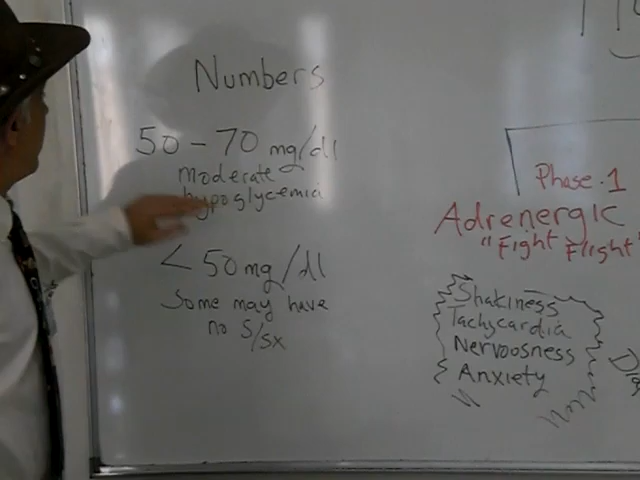 Numbers
50 - 70 mg/dl
moderate
hypoglycemia
< 50 mg/dl
Some may have
no S/Sx
Phase 1
Adrenergic
"Fight Flight"
Shakiness
Tachycardia
Nervoosness
Anxiety